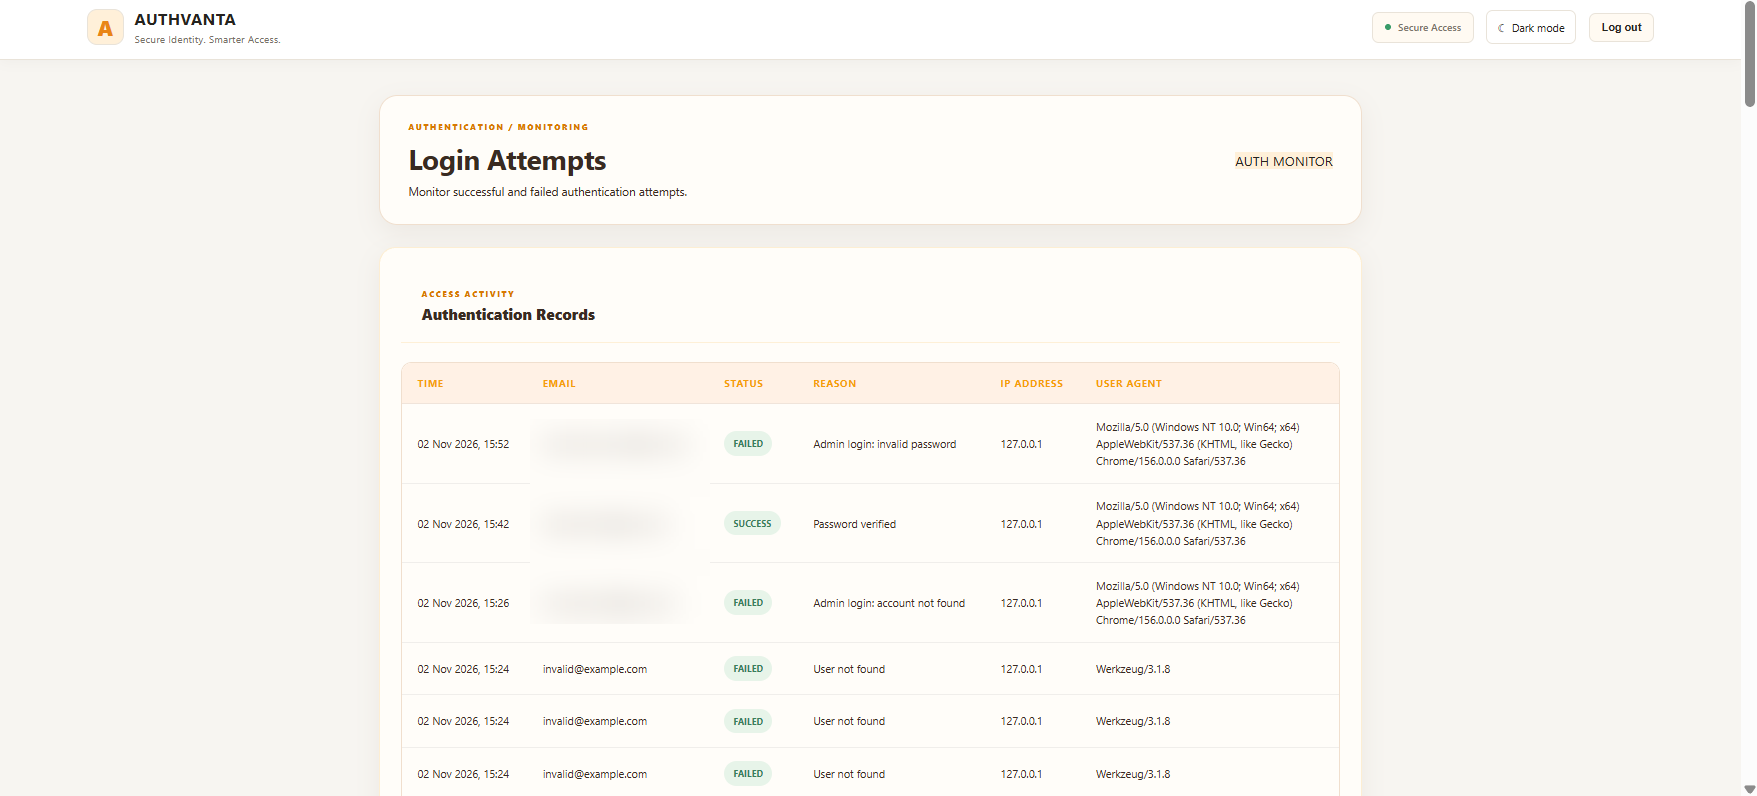 A
AUTHVANTA
Secure Identity. Smarter Access.
Secure Access
Dark mode
Log out
AUTHENTICATION / MONITORING
Login Attempts
Monitor successful and failed authentication attempts.
AUTH MONITOR
ACCESS ACTIVITY
Authentication Records
TIME EMAIL STATUS REASON IP ADDRESS USER AGENT
02 Nov 2026, 15:52 FAILED Admin login: invalid password 127.0.0.1 Mozilla/5.0 (Windows NT 10.0; Win64; x64)
AppleWebKit/537.36 (KHTML, like Gecko)
Chrome/156.0.0.0 Safari/537.36
02 Nov 2026, 15:42 SUCCESS Password verified 127.0.0.1 Mozilla/5.0 (Windows NT 10.0; Win64; x64)
AppleWebKit/537.36 (KHTML, like Gecko)
Chrome/156.0.0.0 Safari/537.36
02 Nov 2026, 15:26 FAILED Admin login: account not found 127.0.0.1 Mozilla/5.0 (Windows NT 10.0; Win64; x64)
AppleWebKit/537.36 (KHTML, like Gecko)
Chrome/156.0.0.0 Safari/537.36
02 Nov 2026, 15:24 invalid@example.com FAILED User not found 127.0.0.1 Werkzeug/3.1.8
02 Nov 2026, 15:24 invalid@example.com FAILED User not found 127.0.0.1 Werkzeug/3.1.8
02 Nov 2026, 15:24 invalid@example.com FAILED User not found 127.0.0.1 Werkzeug/3.1.8